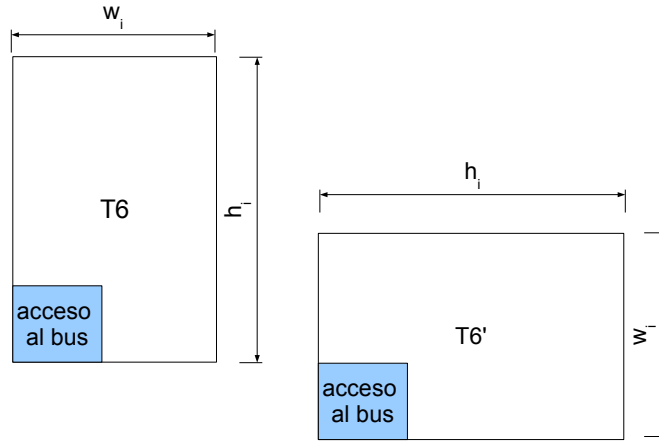 w_i
T6
h_i
acceso
al bus
h_i
T6'
w_i
acceso
al bus